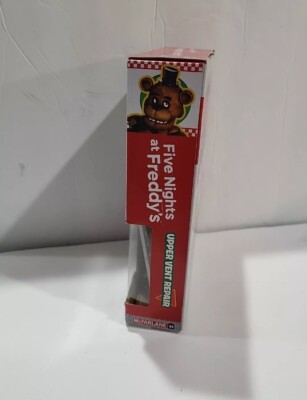 Five Nights
at Freddy's
UPPER VENT REPAIR
McFARLANE